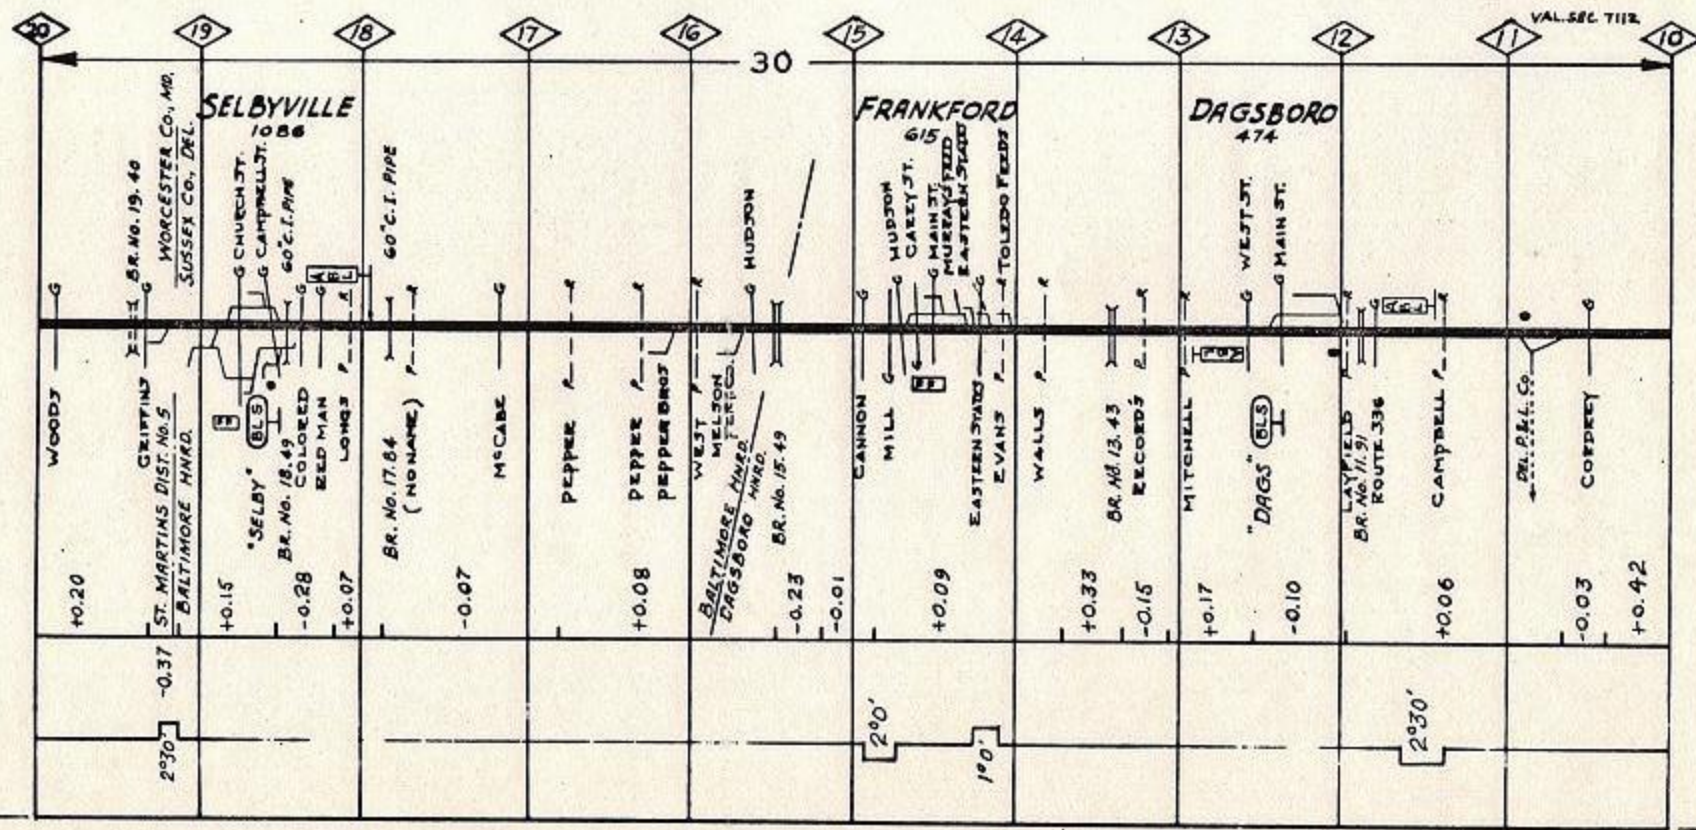 VAL. SEC. 7112
20 19 18 17 16 15 14 13 12 11 10
30
SELBYVILLE
1086
FRANKFORD
615
DAGSBORO
474
BR. No. 19.40
WORCESTER Co., MD.
SUSSEX Co., DEL.
CHURCH ST.
CAMPBELL ST.
60" C.I. PIPE
60" C.I. PIPE
HUDSON
HUDSON
CAREY ST.
MAIN ST.
MURRAY'S FEED
EASTERN STATES
TOLEDO FEEDS
WEST ST.
MAIN ST.
WOODS
GRIFFINS
ST. MARTINS DIST. No. 5
BALTIMORE HNRD.
"SELBY"
BLS
BR. No. 18.49
COLORED
RED MAN
LONGS
BR. No. 17.84
(NO NAME)
McCABE
PEPPER
PEPPER
PEPPER BROS
WEST
MELSON
BALTIMORE HNRD.
DAGSBORO HNRD.
BR. No. 15.49
CANNON
MILL
EASTERN STATES
EVANS
WALLS
BR. No. 13.43
RECORDS
MITCHELL
"DAGS"
BLS
LAYFIELD
BR. No. 11.91
ROUTE 336
CAMPBELL
DEL. P. & L. Co.
CORDREY
+0.20
-0.37
+0.15
-0.28
+0.07
-0.07
+0.08
-0.23
-0.01
+0.09
+0.33
-0.15
+0.17
-0.10
+0.06
-0.03
+0.42
2°30'
2°0'
1°0'
2°30'